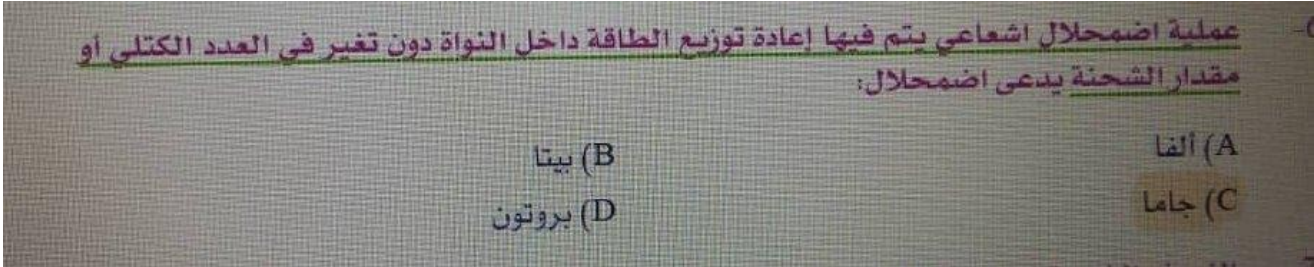 عملية اضمحلال اشعاعي يتم فيها إعادة توزيع الطاقة داخل النواة دون تغير في العدد الكتلي أو
مقدار الشحنة يدعى اضمحلال:
A) ألفا
B) بيتا
C) جاما
D) بروتون